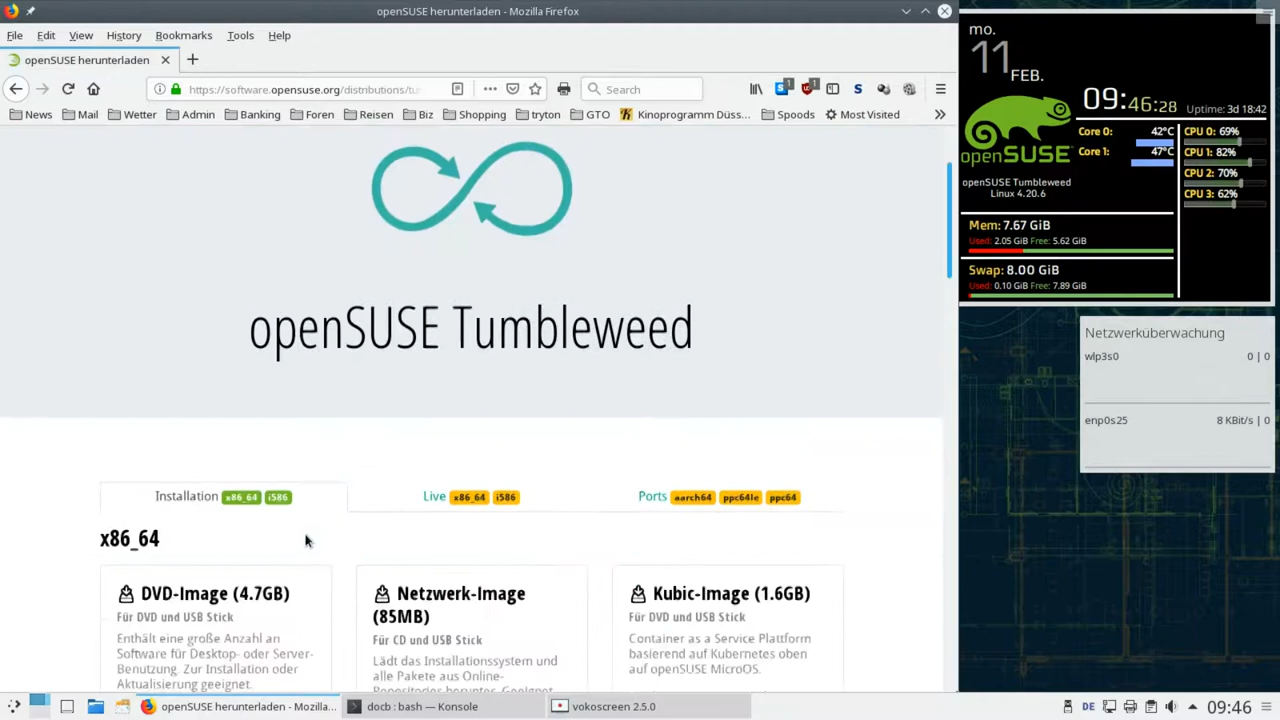 openSUSE herunterladen - Mozilla Firefox
File Edit View History Bookmarks Tools Help
openSUSE herunterladen
https://software.opensuse.org/distributions/tu
Search
1
1
S
News Mail Wetter Admin Banking Foren Reisen Biz Shopping tryton GTO Kinoprogramm Düss... Spoods Most Visited
openSUSE Tumbleweed
Installation x86_64 i586
Live x86_64 i586
Ports aarch64 ppc64le ppc64
x86_64
DVD-Image (4.7GB)
Für DVD und USB Stick
Enthält eine große Anzahl an
Software für Desktop- oder Server-
Benutzung. Zur Installation oder
Aktualisierung geeignet.
Netzwerk-Image
(85MB)
Für CD und USB Stick
Lädt das Installationssystem und
alle Pakete aus Online-
Repositories herunter. Geeignet
Kubic-Image (1.6GB)
Für DVD und USB Stick
Container as a Service Plattform
basierend auf Kubernetes oben
auf openSUSE MicroOS.
mo.
11
FEB.
09:46:28
Uptime: 3d 18:42
openSUSE
openSUSE Tumbleweed
Linux 4.20.6
Core 0: 42°C
Core 1: 47°C
CPU 0: 69%
CPU 1: 82%
CPU 2: 70%
CPU 3: 62%
Mem: 7.67 GiB
Used: 2.05 GiB Free: 5.62 GiB
Swap: 8.00 GiB
Used: 0.10 GiB Free: 7.89 GiB
Netzwerküberwachung
wlp3s0 0 | 0
enp0s25 8 KBit/s | 0
openSUSE herunterladen - Mozilla...
docb : bash — Konsole
vokoscreen 2.5.0
DE
09:46